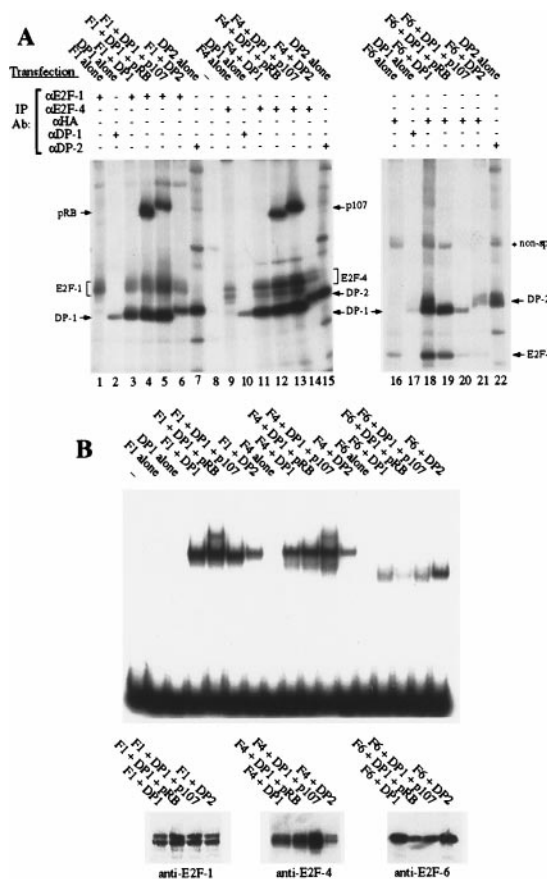 A
F1 alone
DP1 alone
F1 + DP1
F1 + DP1 + pRB
F1 + DP1 + p107
F1 + DP2
DP2 alone
-
F4 alone
DP1 alone
F4 + DP1
F4 + DP1 + pRB
F4 + DP1 + p107
F4 + DP2
DP2 alone
F6 alone
DP1 alone
F6 + DP1
F6 + DP1 + pRB
F6 + DP1 + p107
F6 + DP2
DP2 alone
Transfection
IP
Ab:
αE2F-1 + - + + + + - - - - - - - - - - - - - - - -
αE2F-4 - - - - - - - - + - + + + + - - - - - - - -
αHA - - - - - - - - - - - - - - - + - + + + + -
αDP-1 - + - - - - - - - + - - - - - - + - - - - -
αDP-2 - - - - - - + - - - - - - - + - - - - - - +
pRB
p107
non-sp
E2F-1
E2F-4
DP-2
DP-1
DP-1
DP-2
E2F-
1 2 3 4 5 6 7 8 9 10 11 12 13 14 15 16 17 18 19 20 21 22
B
-
F1 alone
DP1 alone
F1 + DP1
F1 + DP1 + pRB
F1 + DP1 + p107
F1 + DP2
F4 alone
F4 + DP1
F4 + DP1 + pRB
F4 + DP1 + p107
F4 + DP2
F6 alone
F6 + DP1
F6 + DP1 + pRB
F6 + DP1 + p107
F6 + DP2
F1 + DP1
F1 + DP1 + pRB
F1 + DP1 + p107
F1 + DP2
F4 + DP1
F4 + DP1 + pRB
F4 + DP1 + p107
F4 + DP2
F6 + DP1
F6 + DP1 + pRB
F6 + DP1 + p107
F6 + DP2
anti-E2F-1
anti-E2F-4
anti-E2F-6